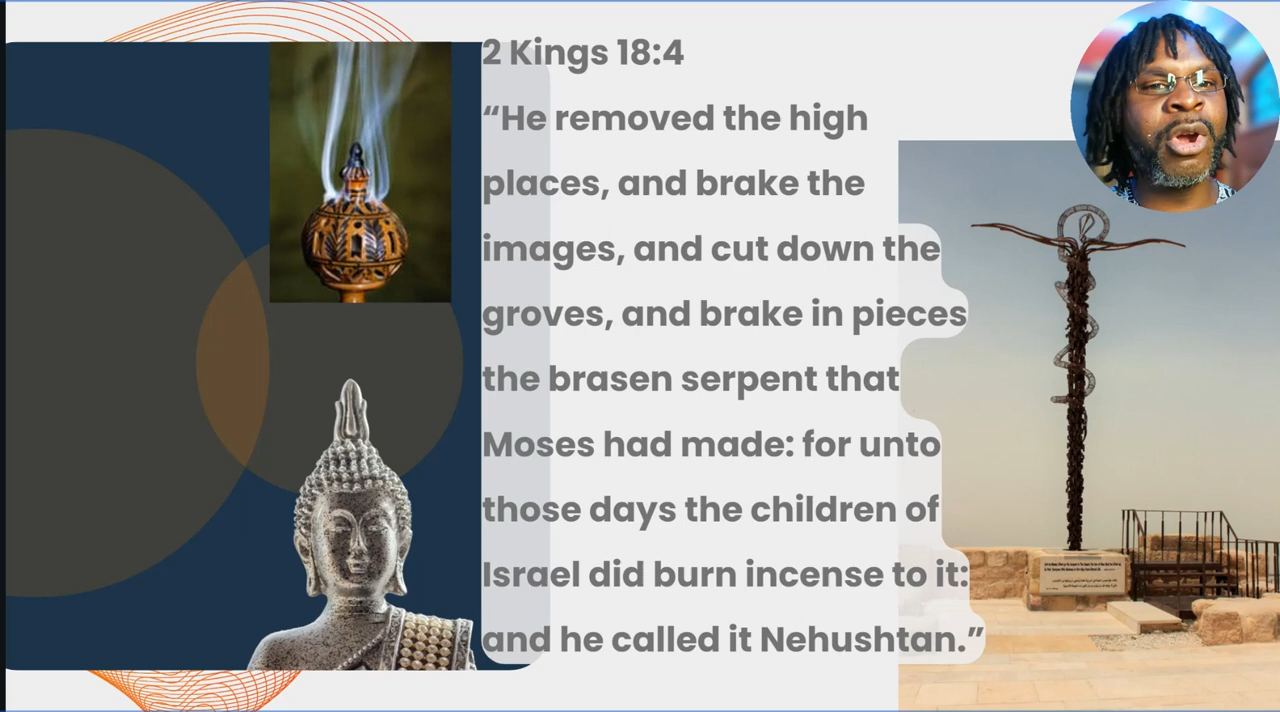 2 Kings 18:4
“He removed the high
places, and brake the
images, and cut down the
groves, and brake in pieces
the brasen serpent that
Moses had made: for unto
those days the children of
Israel did burn incense to it:
and he called it Nehushtan.”